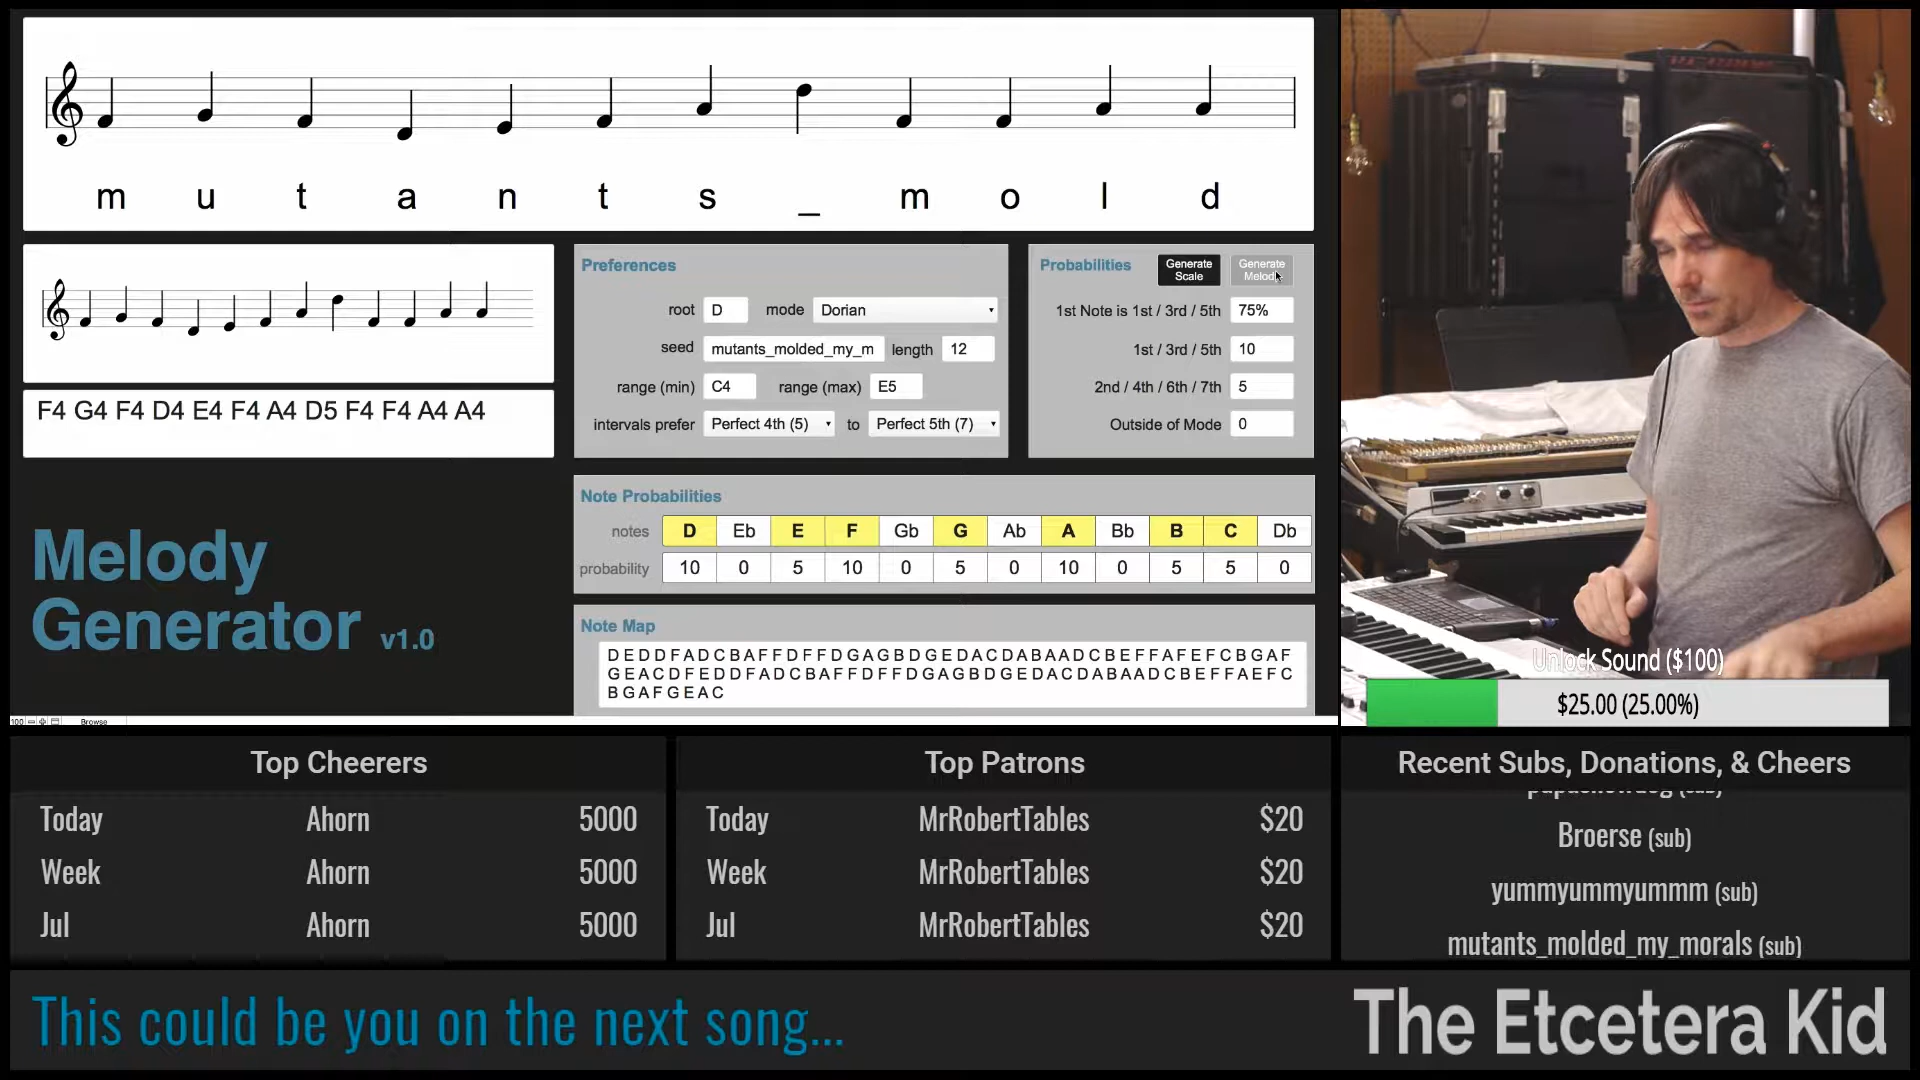 m u t a n t s _ m o l d
F4 G4 F4 D4 E4 F4 A4 D5 F4 F4 A4 A4
Melody
Generator v1.0
Preferences
root D mode Dorian
seed mutants_molded_my_m length 12
range (min) C4 range (max) E5
intervals prefer Perfect 4th (5) to Perfect 5th (7)
Probabilities
Generate
Scale
Generate
Melody
1st Note is 1st / 3rd / 5th 75%
1st / 3rd / 5th 10
2nd / 4th / 6th / 7th 5
Outside of Mode 0
Note Probabilities
notes D Eb E F Gb G Ab A Bb B C Db
probability 10 0 5 10 0 5 0 10 0 5 5 0
Note Map
D E D D F A D C B A F F D F F D G A G B D G E D A C D A B A A D C B E F F A F E F C B G A F
G E A C D F E D D F A D C B A F F D F F D G A G B D G E D A C D A B A A D C B E F F A E F C
B G A F G E A C
100 Browse
Unlock Sound ($100)
$25.00 (25.00%)
Top Cheerers
Today Ahorn 5000
Week Ahorn 5000
Jul Ahorn 5000
Top Patrons
Today MrRobertTables $20
Week MrRobertTables $20
Jul MrRobertTables $20
Recent Subs, Donations, & Cheers
(sub)
Broerse (sub)
yummyyummyummm (sub)
mutants_molded_my_morals (sub)
This could be you on the next song...
The Etcetera Kid